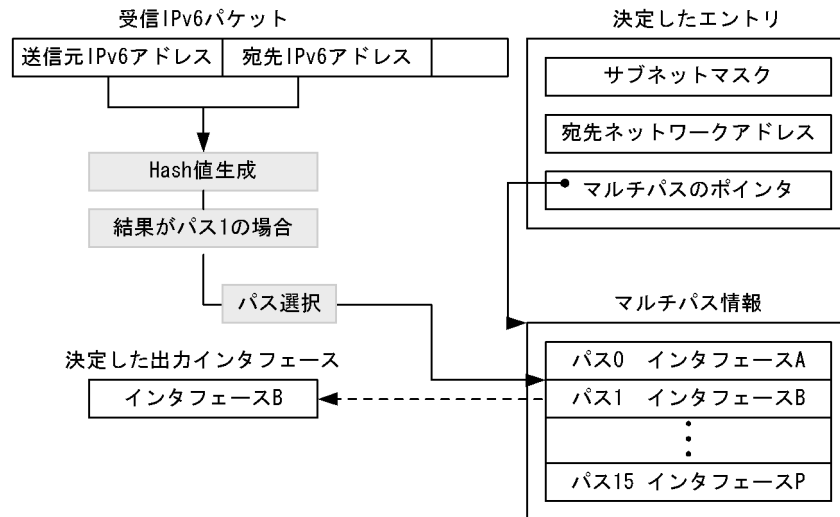 受信IPv6パケット
送信元IPv6アドレス 宛先IPv6アドレス
Hash値生成
結果がパス1の場合
パス選択
決定した出力インタフェース
インタフェースB
決定したエントリ
サブネットマスク
宛先ネットワークアドレス
マルチパスのポインタ
マルチパス情報
パス0 インタフェースA
パス1 インタフェースB
パス15 インタフェースP